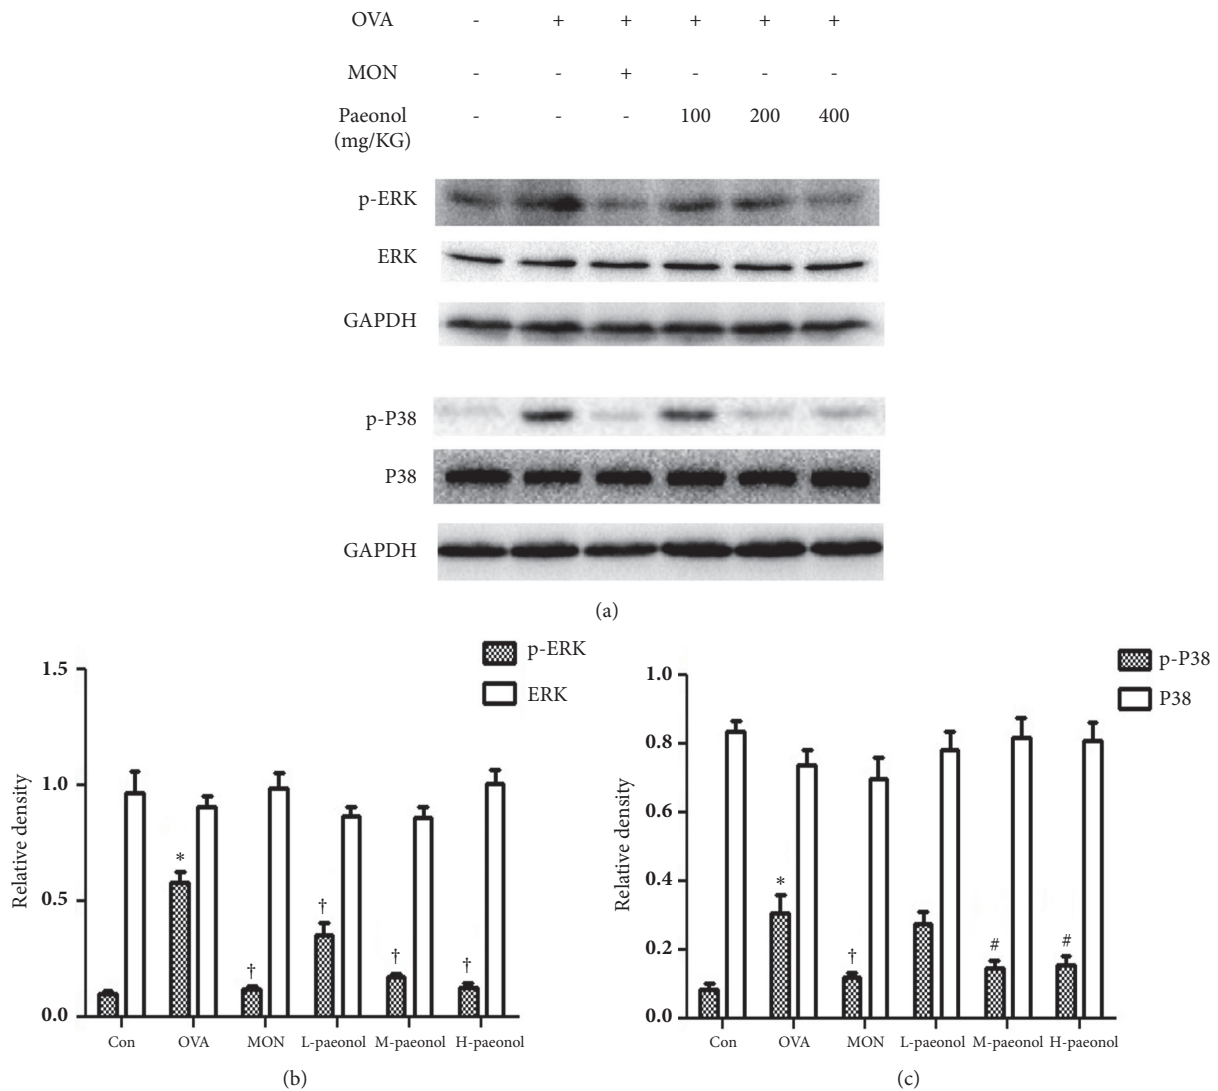 OVA - + + + + +
MON - - + - - -
Paeonol - - - 100 200 400
(mg/KG)
p-ERK
ERK
GAPDH
p-P38
P38
GAPDH
(a)
p-ERK
ERK
1.5
1.0
0.5
0.0
Relative density
*
†
†
†
†
Con OVA MON L-paeonol M-paeonol H-paeonol
(b)
p-P38
P38
1.0
0.8
0.6
0.4
0.2
0.0
Relative density
*
†
#
#
Con OVA MON L-paeonol M-paeonol H-paeonol
(c)